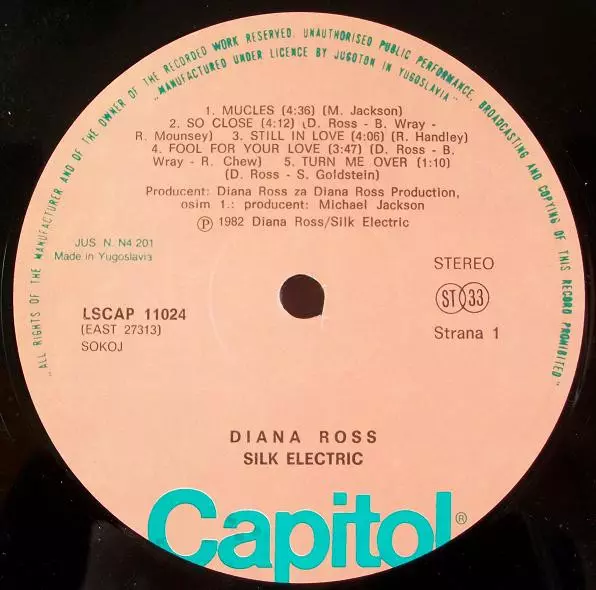 "ALL RIGHTS OF THE MANUFACTURER AND OF THE OWNER OF THE RECORDED WORK RESERVED. UNAUTHORISED PUBLIC PERFORMANCE, BROADCASTING AND COPYING OF THIS RECORD PROHIBITED"
„MANUFACTURED UNDER LICENCE BY JUGOTON IN YUGOSLAVIA"
1. MUCLES (4:36) (M. Jackson)
2. SO CLOSE (4:12) (D. Ross - B. Wray -
R. Mounsey) 3. STILL IN LOVE (4:06) (R. Handley)
4. FOOL FOR YOUR LOVE (3:47) (D. Ross - B.
Wray - R. Chew) 5. TURN ME OVER (1:10)
(D. Ross - S. Goldstein)
Producent: Diana Ross za Diana Ross Production,
osim 1.: producent: Michael Jackson
Ⓟ 1982 Diana Ross/Silk Electric
JUS N. N4 201
Made in Yugoslavia
STEREO
LSCAP 11024
(EAST 27313)
SOKOJ
ST 33
Strana 1
DIANA ROSS
SILK ELECTRIC
Capitol®